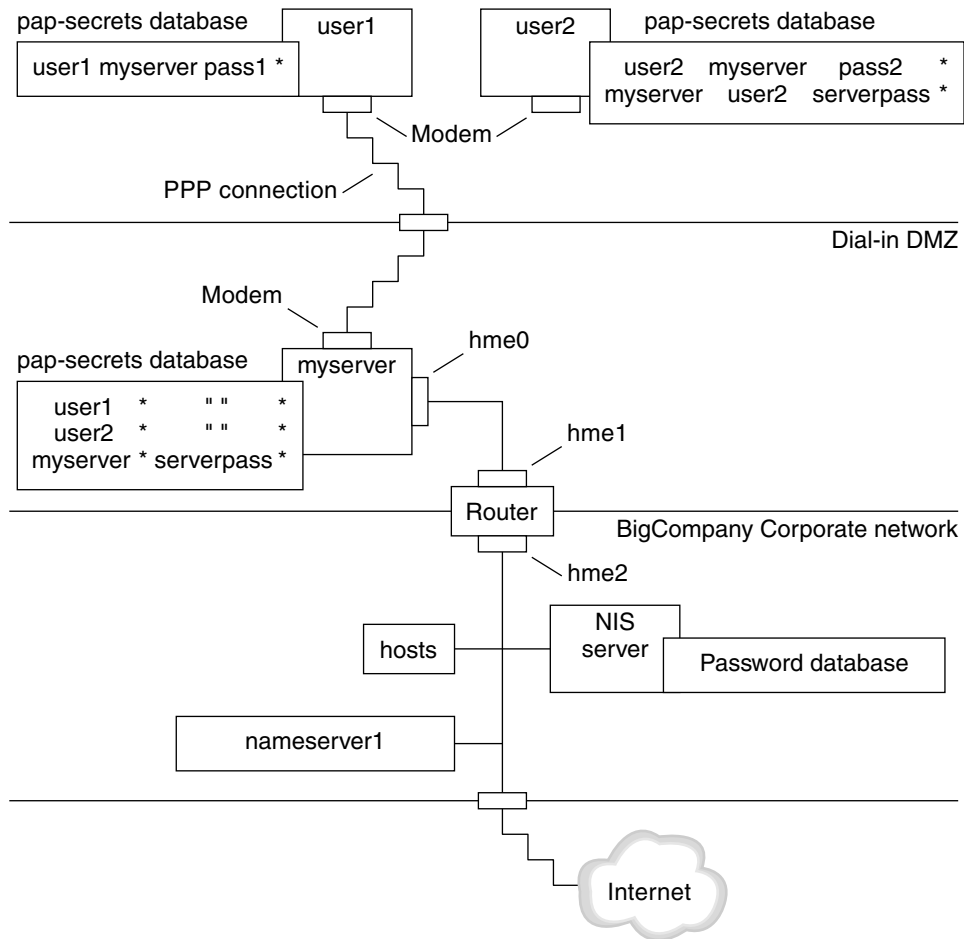 pap-secrets database
user1
user2
pap-secrets database
user1 myserver pass1 *
user2 myserver pass2 *
myserver user2 serverpass *
Modem
PPP connection
Dial-in DMZ
Modem
hme0
pap-secrets database
myserver
user1 * " " *
user2 * " " *
myserver * serverpass *
hme1
Router
BigCompany Corporate network
hme2
hosts
NIS
server
Password database
nameserver1
Internet